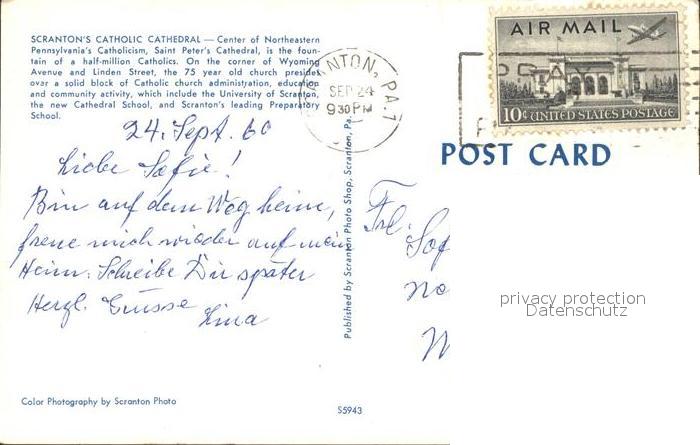 SCRANTON'S CATHOLIC CATHEDRAL — Center of Northeastern
Pennsylvania's Catholicism, Saint Peter's Cathedral, is the foun-
tain of a half-million Catholics. On the corner of Wyoming
Avenue and Linden Street, the 75 year old church presides
over a solid block of Catholic church administration, education
and community activity, which include the University of Scranton,
the new Cathedral School, and Scranton's leading Preparatory
School.
24. Sept. 60
Liebe Sofie!
Bin auf dem Weg heim,
freue mich wieder auf mein
Heim. Schreibe Dir später
Herzl. Grüsse
Lina
Color Photography by Scranton Photo
S5943
Published by Scranton Photo Shop, Scranton, Pa.
SCRANTON, PA. 1
SEP 24
9 30 PM
AIR MAIL
10¢ UNITED STATES POSTAGE
POST CARD
Frl.
Sof
No
privacy protection
Datenschutz